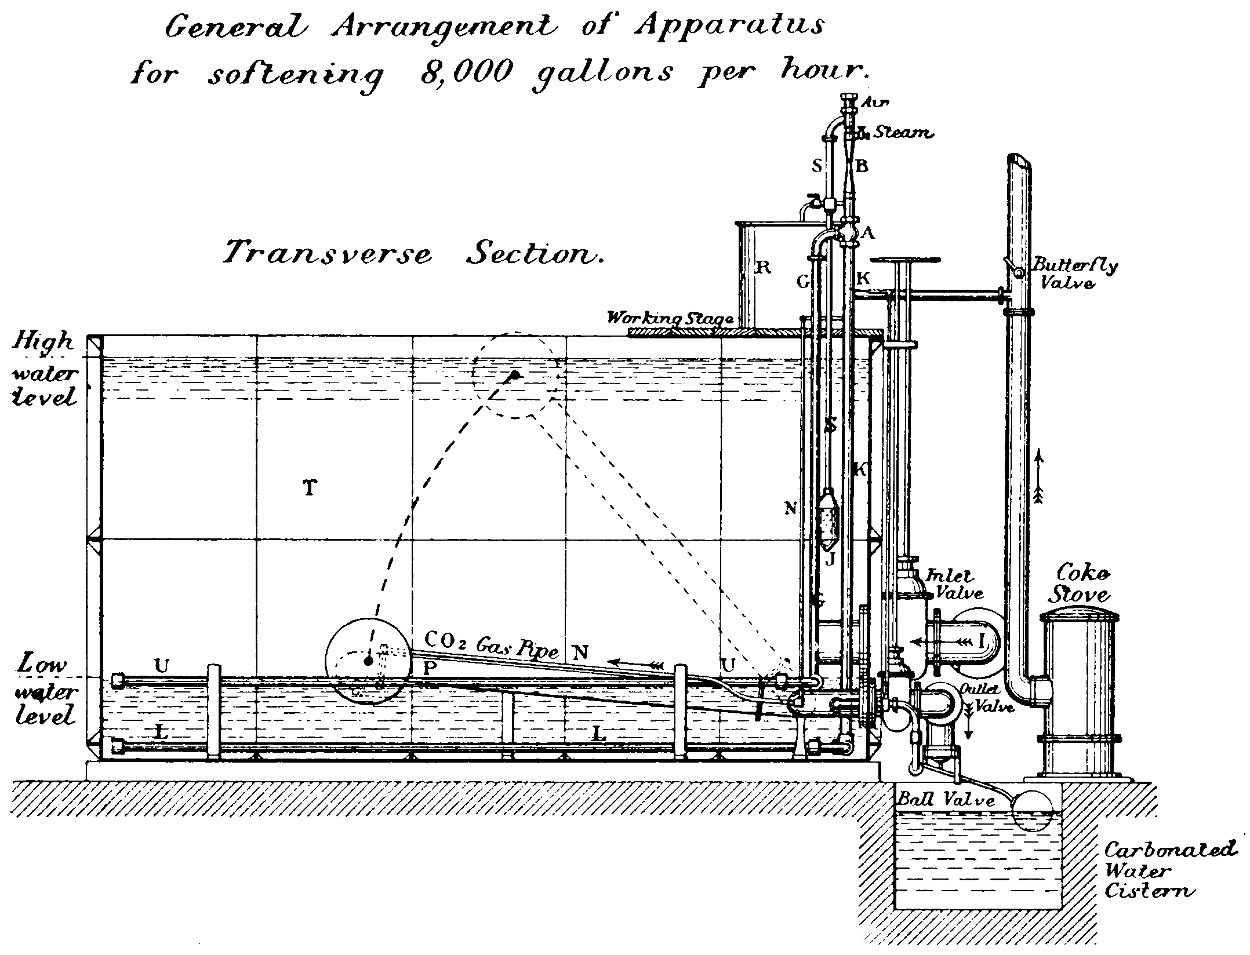 General Arrangement of Apparatus
for softening 8,000 gallons per hour.
Air
Steam
S
B
Transverse Section.
A
R
G
K
Butterfly
Valve
Working Stage
High
water
level
S
T
K
N
J
G
Inlet
Valve
Coke
Stove
I
CO2 Gas Pipe
N
Low
water
level
U
P
U
Outlet
Valve
L
L
Ball Valve
Carbonated
Water
Cistern